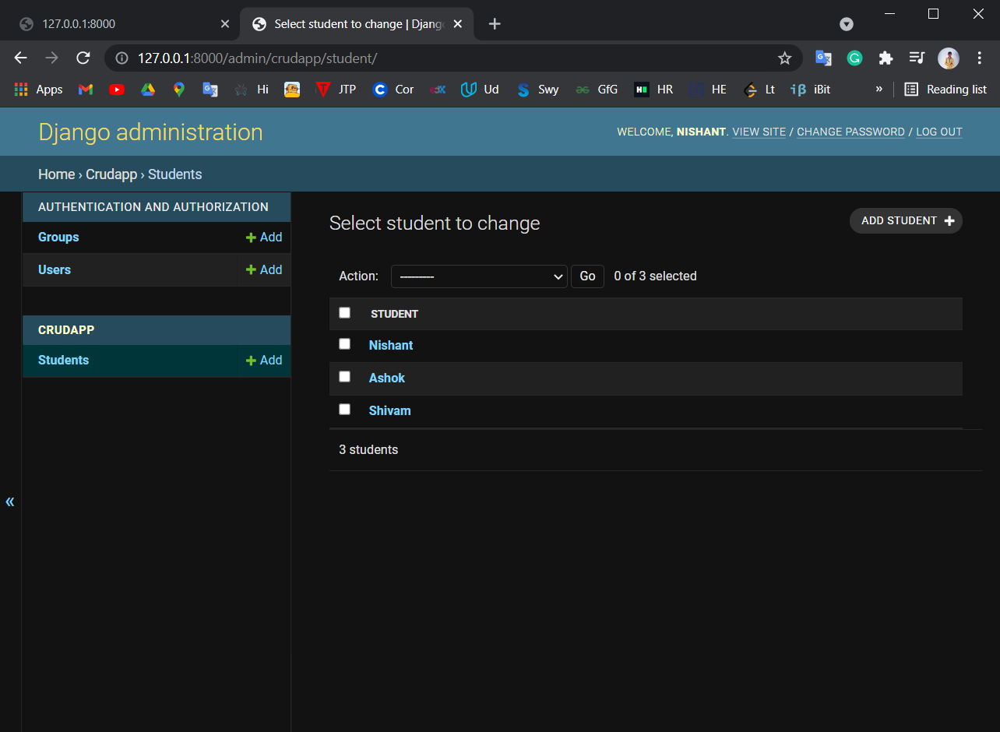 127.0.0.1:8000
Select student to change | Djang
127.0.0.1:8000/admin/crudapp/student/
Apps Hi JTP Cor Ud Swy GfG HR HE Lt iβ iBit » Reading list
Django administration
WELCOME, NISHANT. VIEW SITE / CHANGE PASSWORD / LOG OUT
Home › Crudapp › Students
AUTHENTICATION AND AUTHORIZATION
Groups + Add
Users + Add
CRUDAPP
Students + Add
«
Select student to change
ADD STUDENT +
Action: --------- Go 0 of 3 selected
STUDENT
Nishant
Ashok
Shivam
3 students